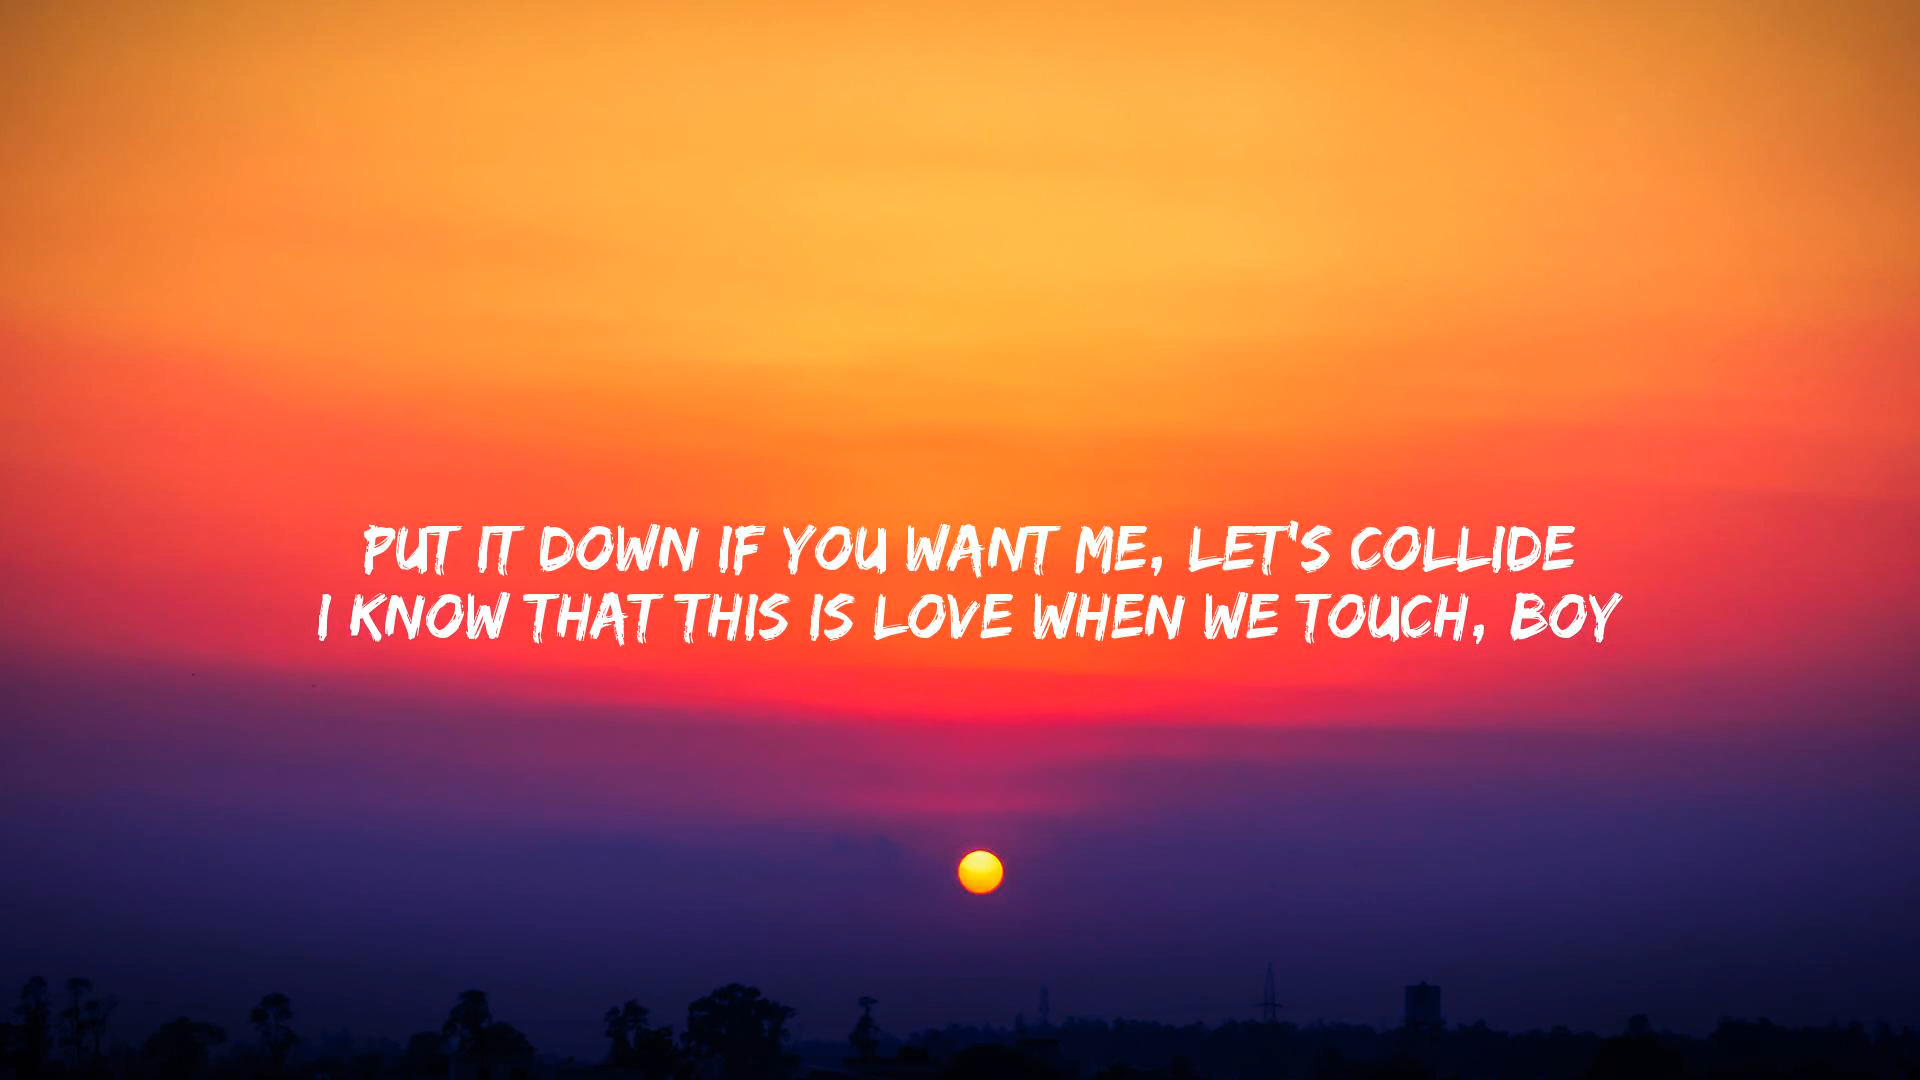 PUT IT DOWN IF YOU WANT ME, LET'S COLLIDE
I KNOW THAT THIS IS LOVE WHEN WE TOUCH, BOY